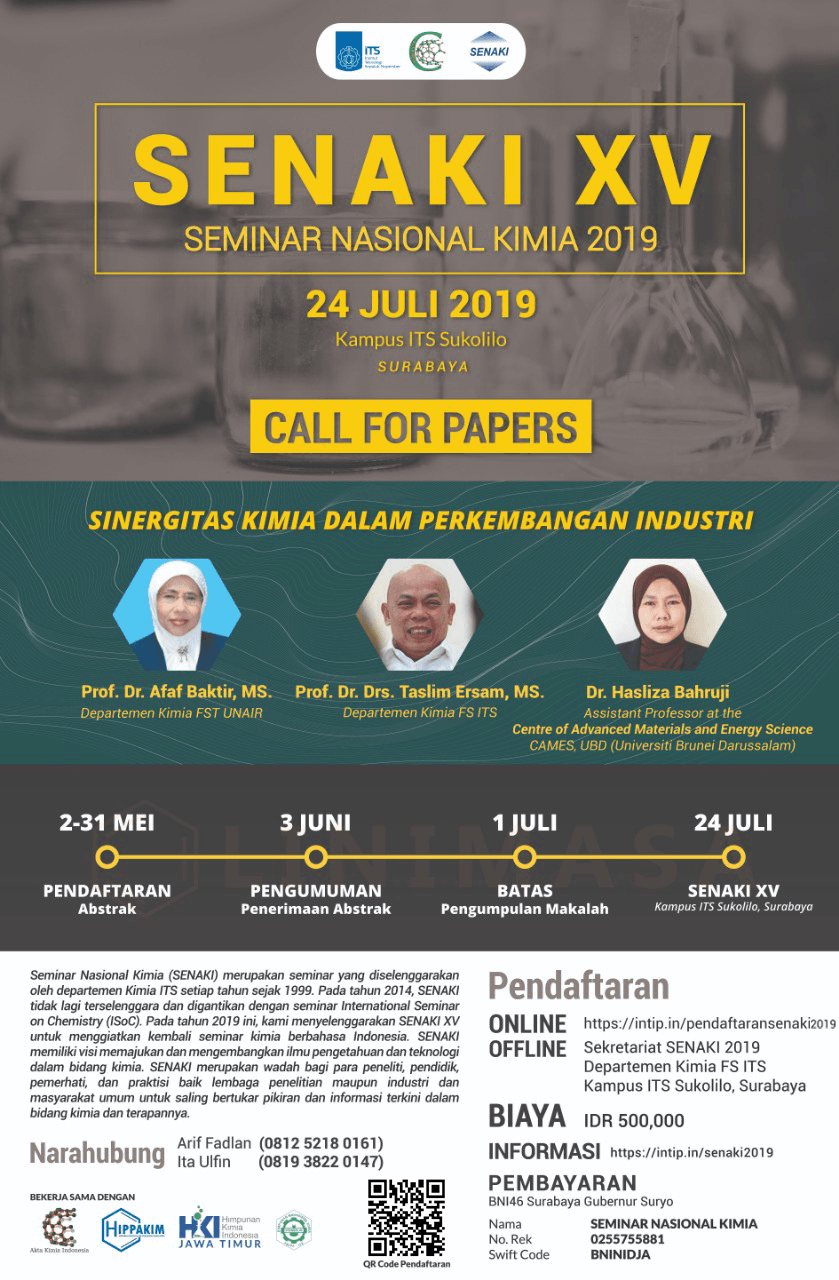 iTS
Institut
Teknologi
Sepuluh Nopember
SENAKI
SENAKI XV
SEMINAR NASIONAL KIMIA 2019
24 JULI 2019
Kampus ITS Sukolilo
SURABAYA
CALL FOR PAPERS
SINERGITAS KIMIA DALAM PERKEMBANGAN INDUSTRI
Prof. Dr. Afaf Baktir, MS.
Departemen Kimia FST UNAIR
Prof. Dr. Drs. Taslim Ersam, MS.
Departemen Kimia FS ITS
Dr. Hasliza Bahruji
Assistant Professor at the
Centre of Advanced Materials and Energy Science
CAMES, UBD (Universiti Brunei Darussalam)
LINIMASA
2-31 MEI
PENDAFTARAN
Abstrak
3 JUNI
PENGUMUMAN
Penerimaan Abstrak
1 JULI
BATAS
Pengumpulan Makalah
24 JULI
SENAKI XV
Kampus ITS Sukolilo, Surabaya
Seminar Nasional Kimia (SENAKI) merupakan seminar yang diselenggarakan
oleh departemen Kimia ITS setiap tahun sejak 1999. Pada tahun 2014, SENAKI
tidak lagi terselenggara dan digantikan dengan seminar International Seminar
on Chemistry (ISoC). Pada tahun 2019 ini, kami menyelenggarakan SENAKI XV
untuk menggiatkan kembali seminar kimia berbahasa Indonesia. SENAKI
memiliki visi memajukan dan mengembangkan ilmu pengetahuan dan teknologi
dalam bidang kimia. SENAKI merupakan wadah bagi para peneliti, pendidik,
pemerhati, dan praktisi baik lembaga penelitian maupun industri dan
masyarakat umum untuk saling bertukar pikiran dan informasi terkini dalam
bidang kimia dan terapannya.
Narahubung
Arif Fadlan (0812 5218 0161)
Ita Ulfin (0819 3822 0147)
BEKERJA SAMA DENGAN
Akta Kimia Indonesia
HIPPAKIM
HKI Himpunan
Kimia
Indonesia
JAWA TIMUR
QR Code Pendaftaran
Pendaftaran
ONLINE https://intip.in/pendaftaransenaki2019
OFFLINE Sekretariat SENAKI 2019
Departemen Kimia FS ITS
Kampus ITS Sukolilo, Surabaya
BIAYA IDR 500,000
INFORMASI https://intip.in/senaki2019
PEMBAYARAN
BNI46 Surabaya Gubernur Suryo
Nama SEMINAR NASIONAL KIMIA
No. Rek 0255755881
Swift Code BNINIDJA